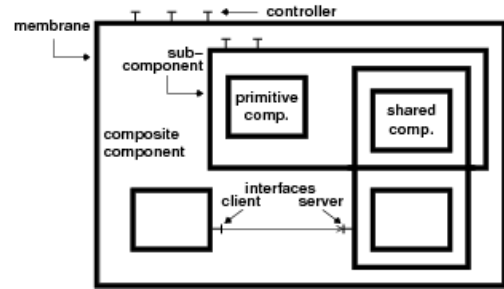 controller
membrane
sub-
component
primitive
comp.
shared
comp.
composite
component
interfaces
client server